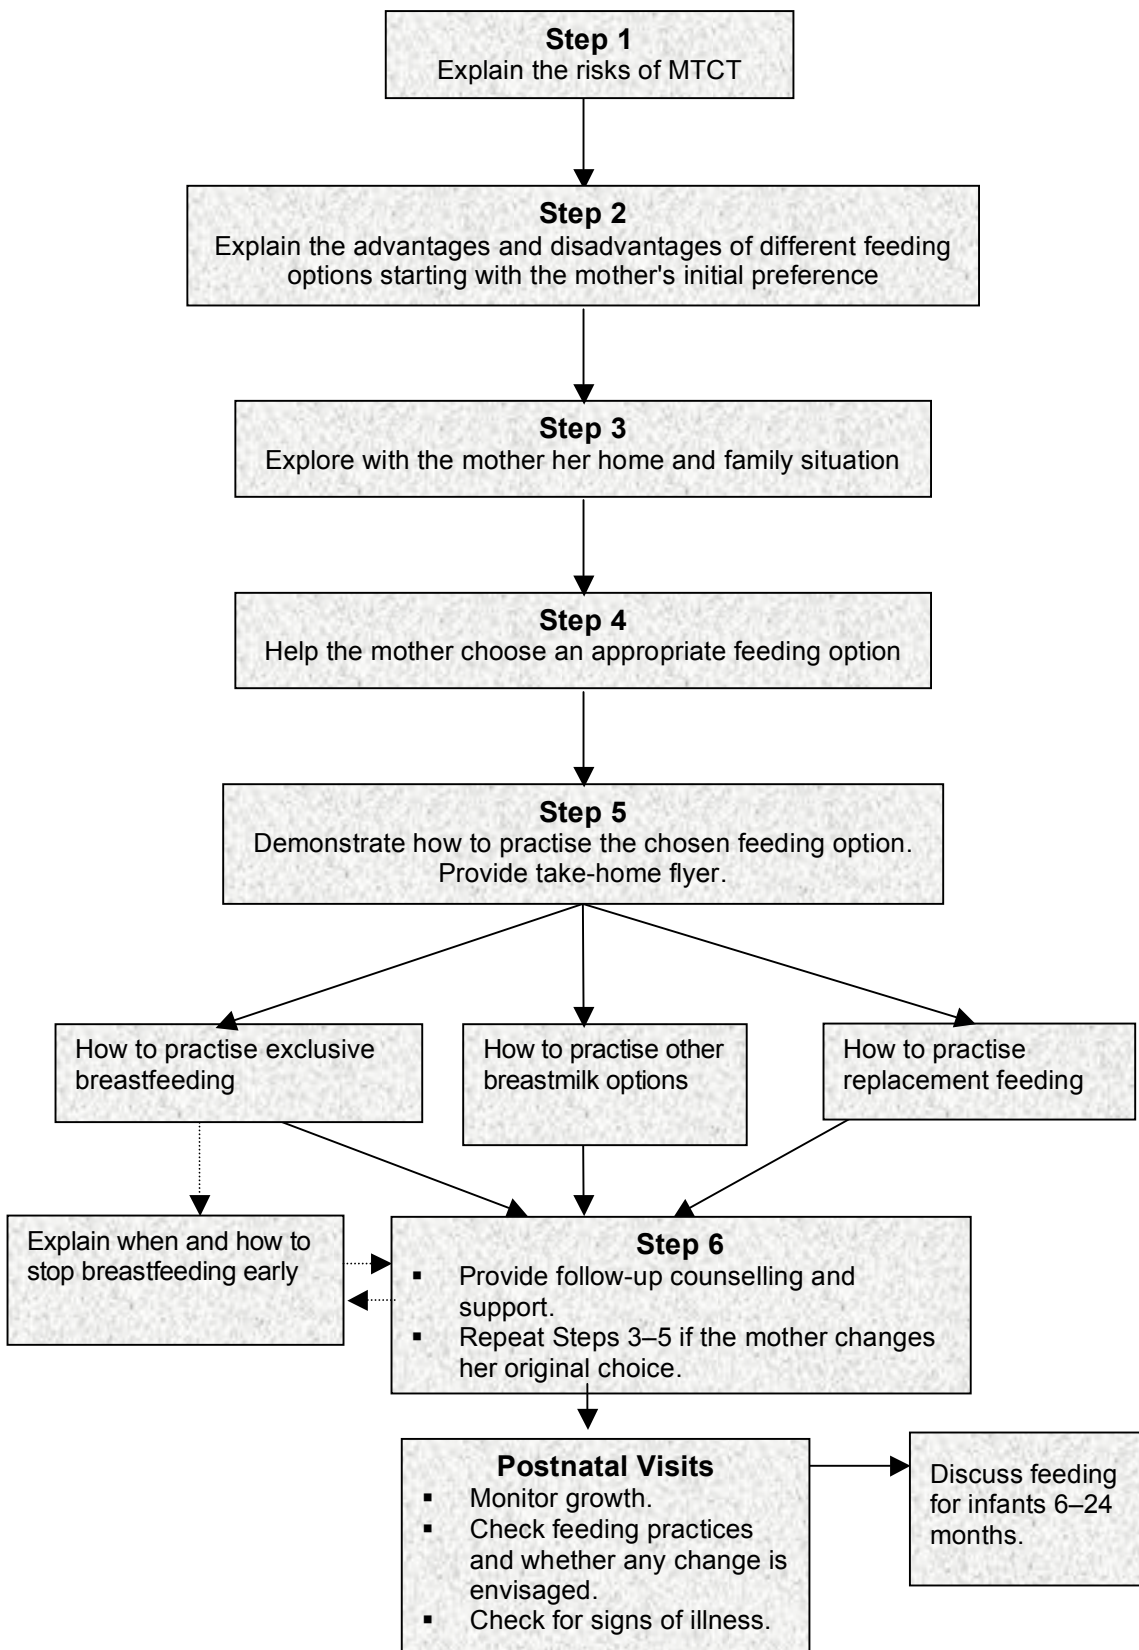 Step 1
Explain the risks of MTCT
Step 2
Explain the advantages and disadvantages of different feeding
options starting with the mother's initial preference
Step 3
Explore with the mother her home and family situation
Step 4
Help the mother choose an appropriate feeding option
Step 5
Demonstrate how to practise the chosen feeding option.
Provide take-home flyer.
How to practise exclusive
breastfeeding
How to practise other
breastmilk options
How to practise
replacement feeding
Explain when and how to
stop breastfeeding early
Step 6
▪ Provide follow-up counselling and
support.
▪ Repeat Steps 3–5 if the mother changes
her original choice.
Postnatal Visits
▪ Monitor growth.
▪ Check feeding practices
and whether any change is
envisaged.
▪ Check for signs of illness.
Discuss feeding
for infants 6–24
months.